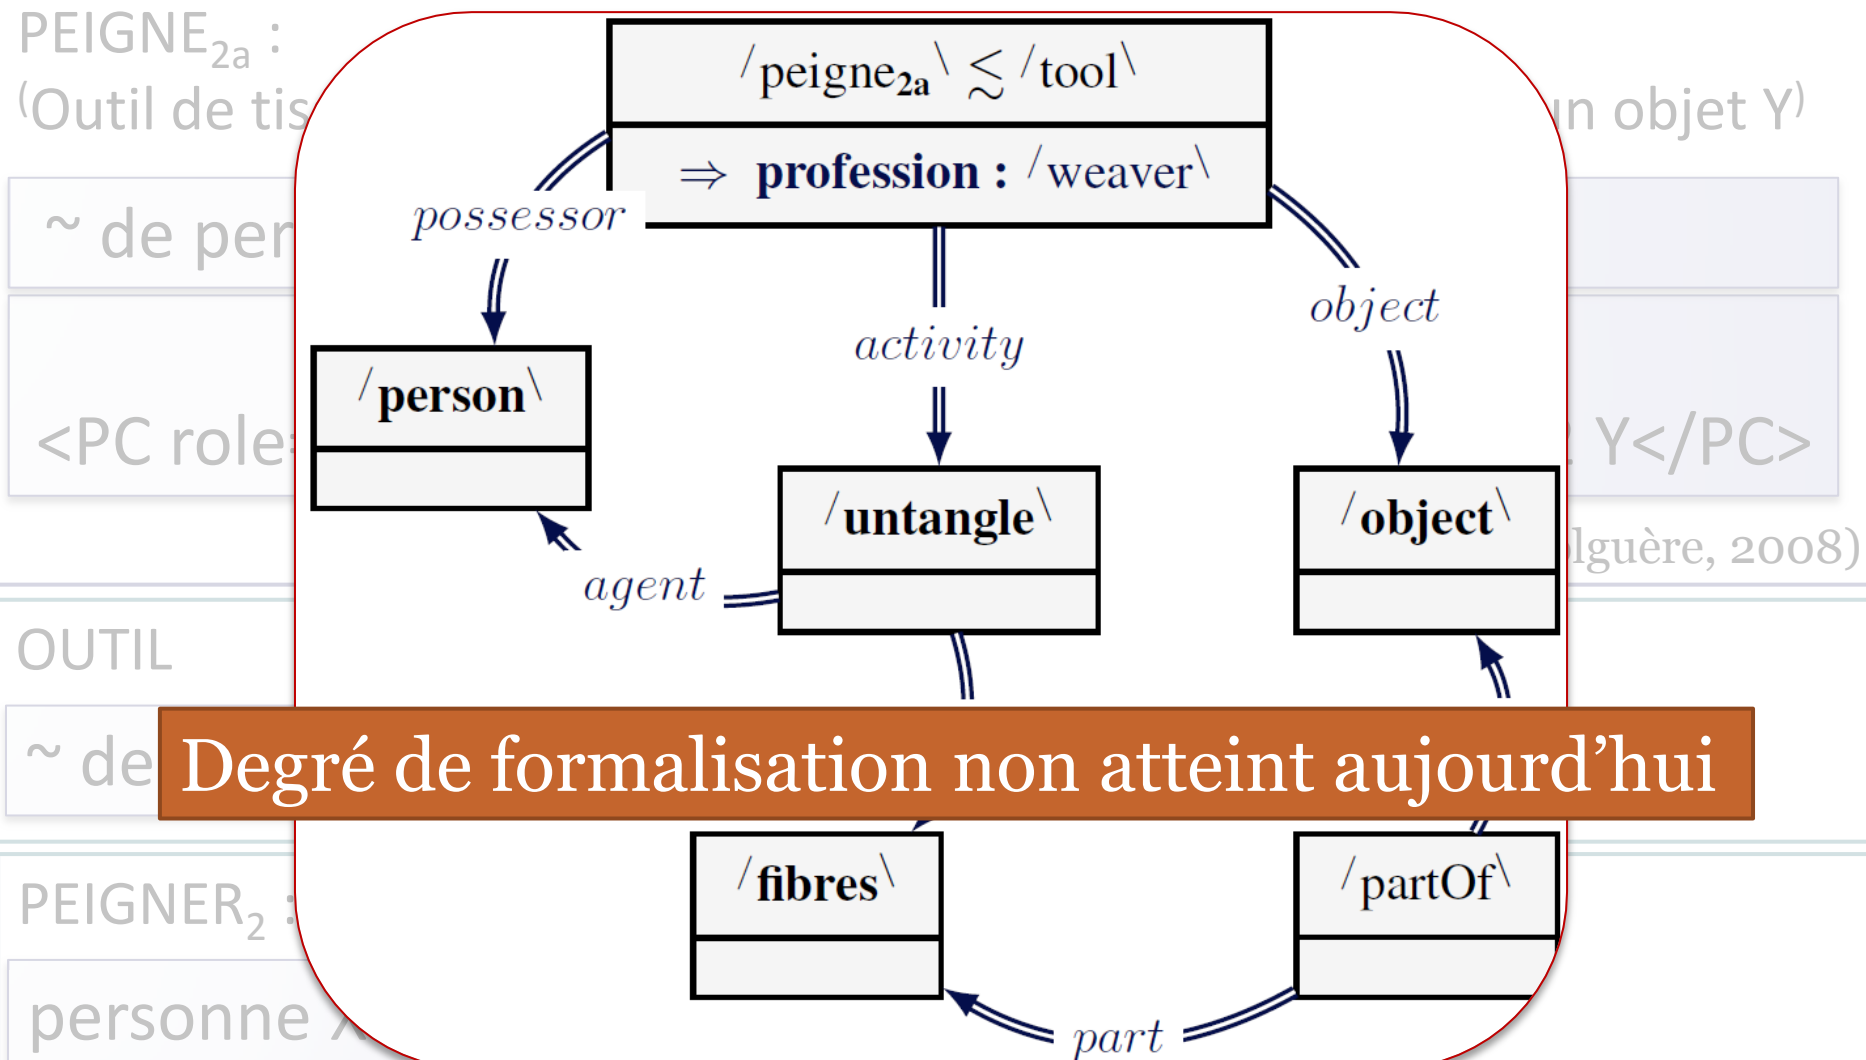 PEIGNE2a :
(Outil de tis un objet Y)
~ de per
<PC role= Y</PC>
lguère, 2008)
OUTIL
~ de
PEIGNER2 :
personne X
/peigne2a\ ≲ /tool\
⇒ profession : /weaver\
possessor
activity
object
/person\
/untangle\
/object\
agent
Degré de formalisation non atteint aujourd’hui
/fibres\
/partOf\
part